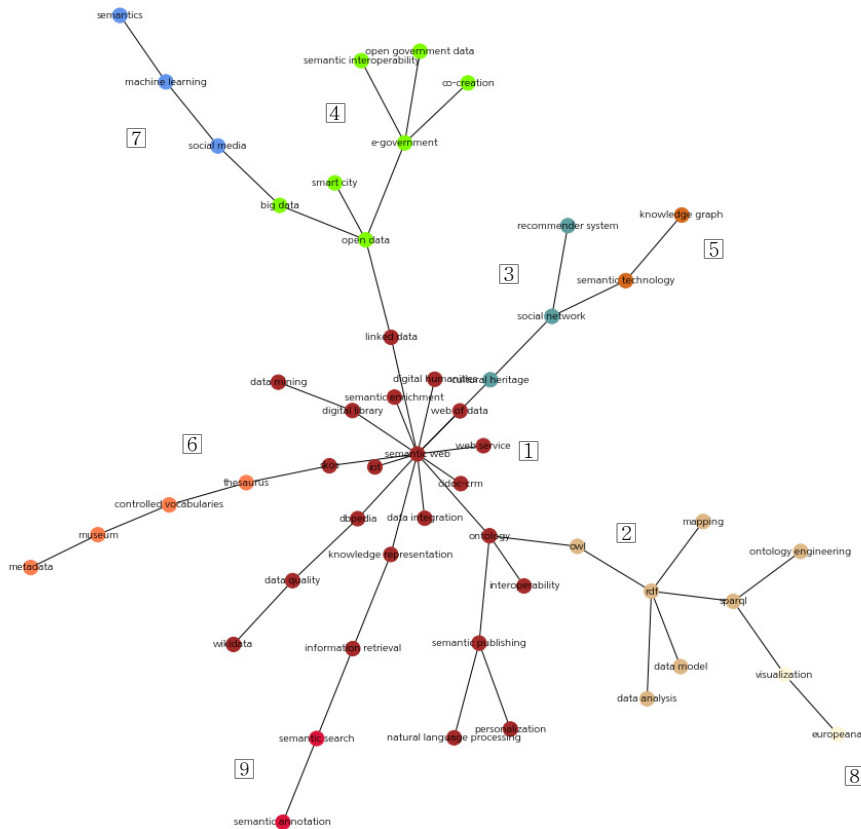 semantics
open government data
semantic interoperability
machine learning
co-creation
4
7
e-government
social media
smart city
big data
knowledge graph
recommender system
open data
5
3
semantic technology
social network
linked data
digital humanities
cultural heritage
data mining
semantic enrichment
digital library
web of data
6
web service
1
semantic web
skos
iot
thesaurus
cidoc-crm
controlled vocabularies
dbpedia
data integration
mapping
museum
ontology
2
owl
knowledge representation
ontology engineering
metadata
data quality
interoperability
rdf
sparql
wikidata
information retrieval
semantic publishing
data model
visualization
data analysis
personalization
semantic search
natural language processing
europeana
9
8
semantic annotation